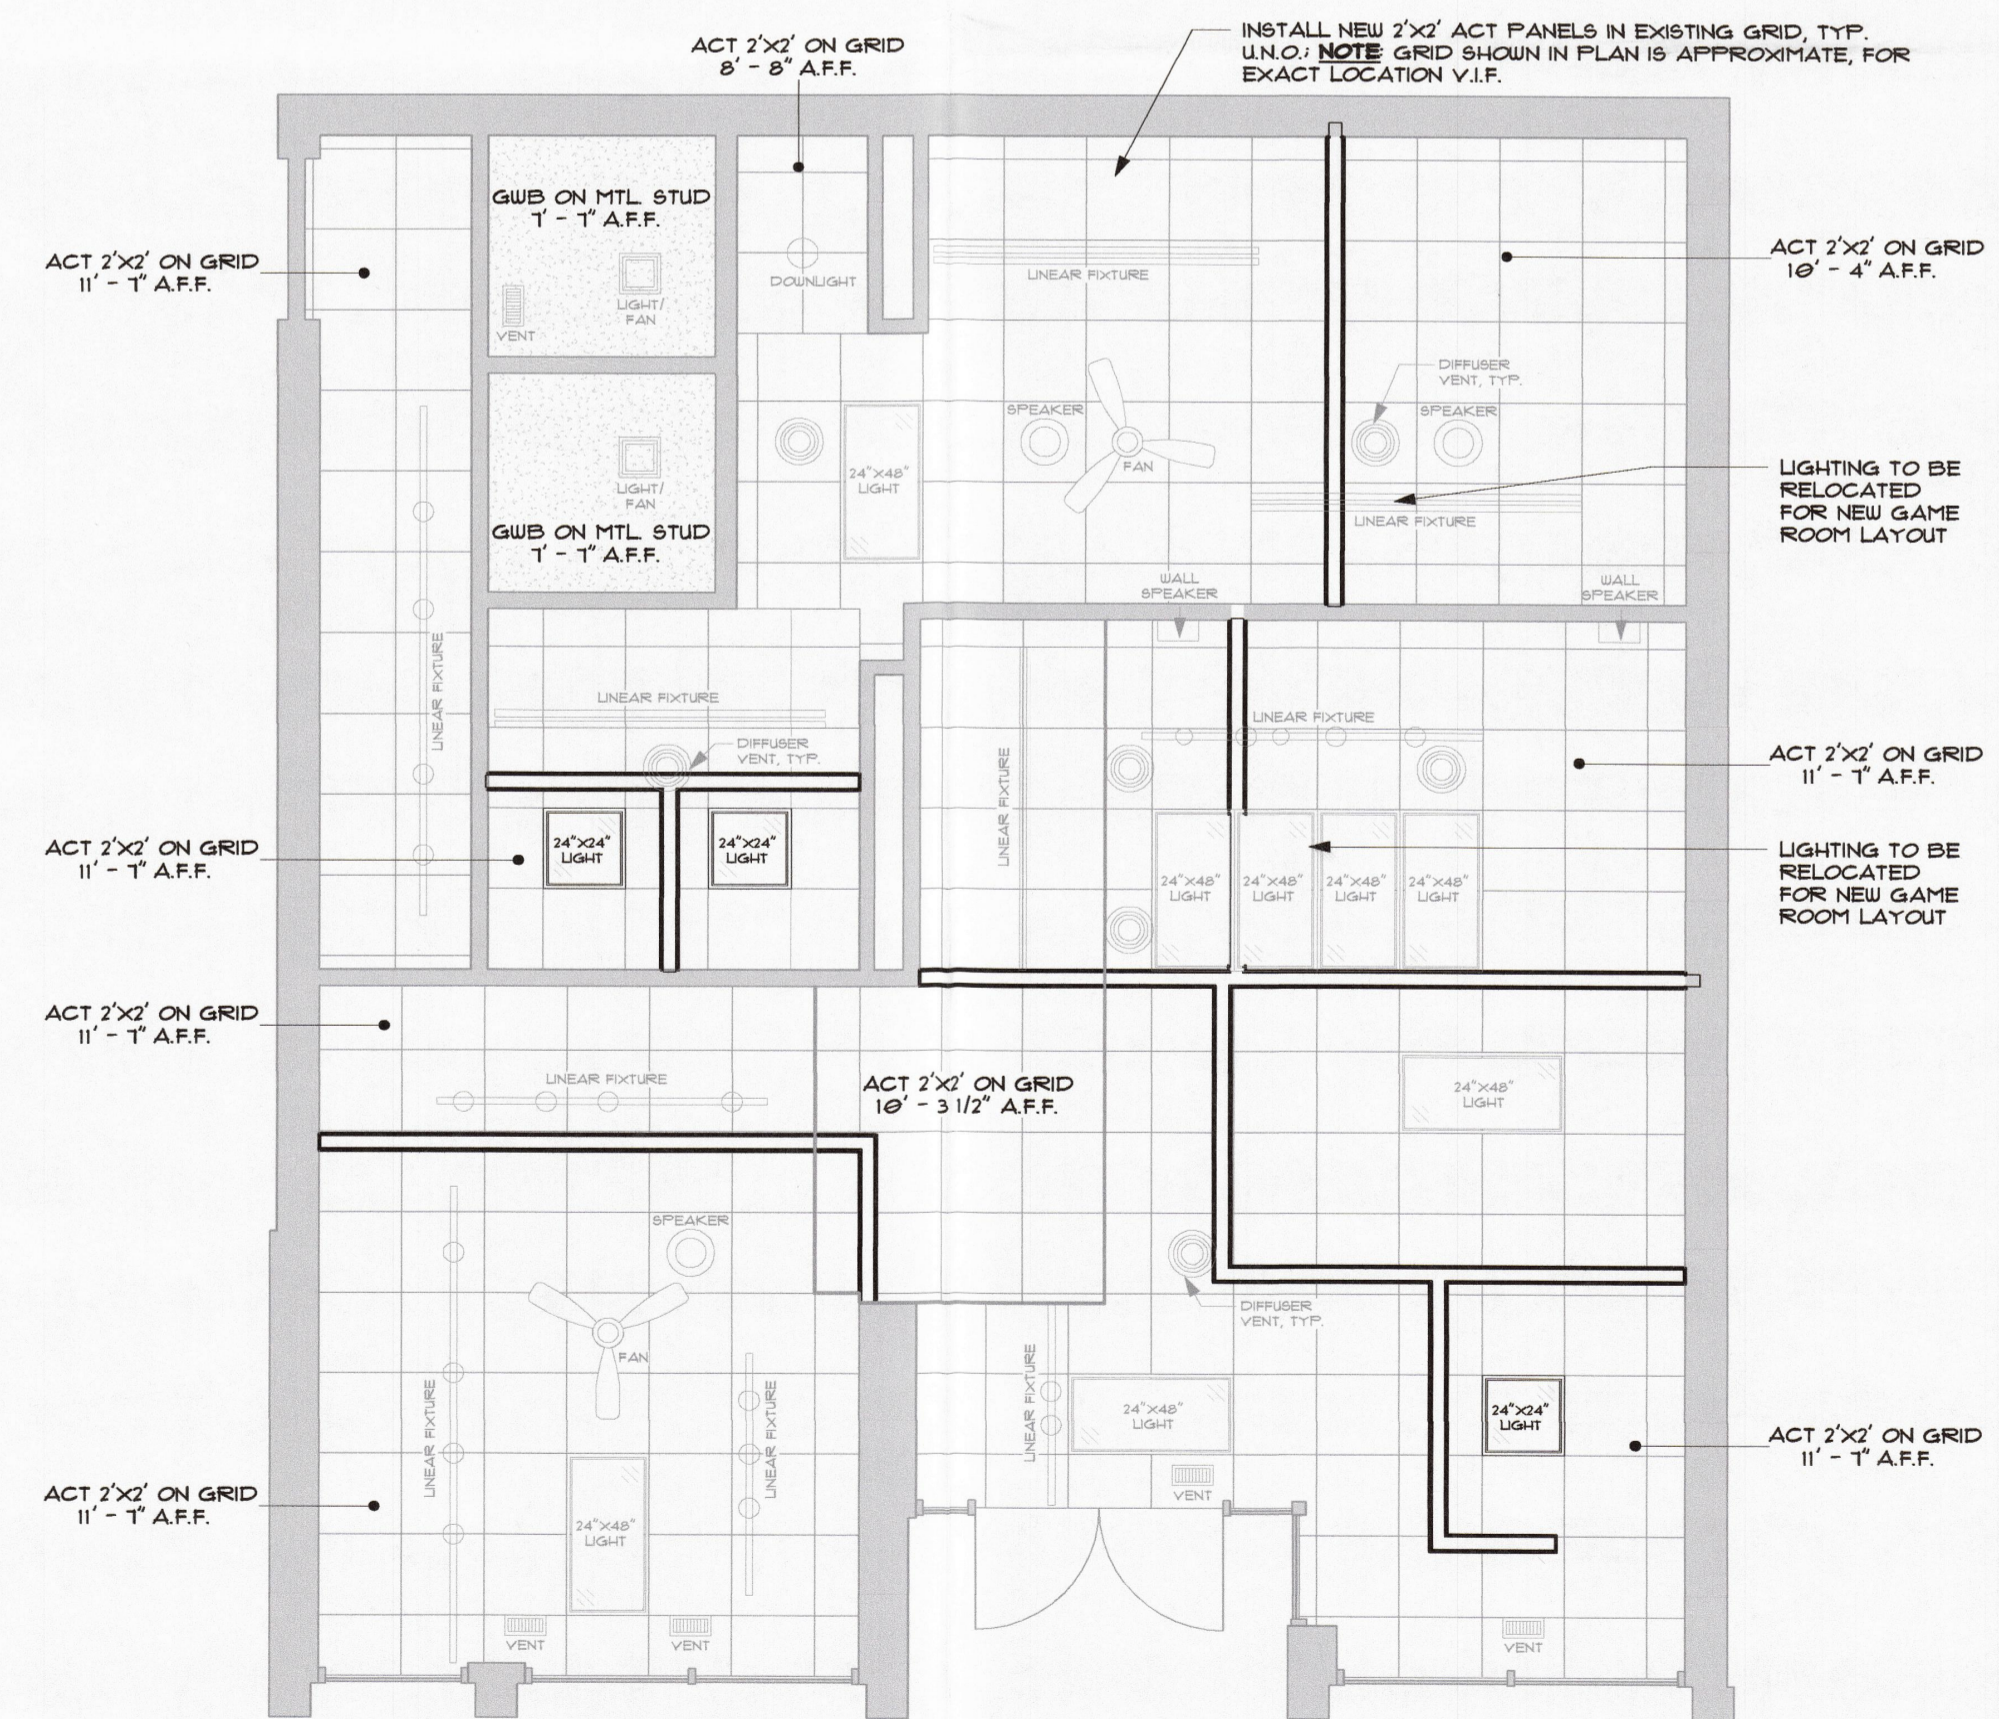 ACT 2'X2' ON GRID
8' - 8" A.F.F.
INSTALL NEW 2'X2' ACT PANELS IN EXISTING GRID, TYP.
U.N.O.; NOTE: GRID SHOWN IN PLAN IS APPROXIMATE, FOR
EXACT LOCATION V.I.F.
GWB ON MTL. STUD
7' - 7" A.F.F.
ACT 2'X2' ON GRID
11' - 7" A.F.F.
LIGHT/
FAN
VENT
DOWNLIGHT
LINEAR FIXTURE
ACT 2'X2' ON GRID
10' - 4" A.F.F.
DIFFUSER
VENT, TYP.
SPEAKER
SPEAKER
FAN
24"X48"
LIGHT
LIGHT/
FAN
GWB ON MTL. STUD
7' - 7" A.F.F.
LINEAR FIXTURE
LIGHTING TO BE
RELOCATED
FOR NEW GAME
ROOM LAYOUT
WALL
SPEAKER
WALL
SPEAKER
LINEAR FIXTURE
LINEAR FIXTURE
DIFFUSER
VENT, TYP.
LINEAR FIXTURE
LINEAR FIXTURE
ACT 2'X2' ON GRID
11' - 7" A.F.F.
ACT 2'X2' ON GRID
11' - 7" A.F.F.
24"X24"
LIGHT
24"X24"
LIGHT
24"X48"
LIGHT
24"X48"
LIGHT
24"X48"
LIGHT
24"X48"
LIGHT
LIGHTING TO BE
RELOCATED
FOR NEW GAME
ROOM LAYOUT
ACT 2'X2' ON GRID
11' - 7" A.F.F.
LINEAR FIXTURE
ACT 2'X2' ON GRID
10' - 3 1/2" A.F.F.
24"X48"
LIGHT
SPEAKER
FAN
DIFFUSER
VENT, TYP.
LINEAR FIXTURE
LINEAR FIXTURE
LINEAR FIXTURE
24"X48"
LIGHT
VENT
24"X24"
LIGHT
ACT 2'X2' ON GRID
11' - 7" A.F.F.
ACT 2'X2' ON GRID
11' - 7" A.F.F.
24"X48"
LIGHT
VENT
VENT
VENT